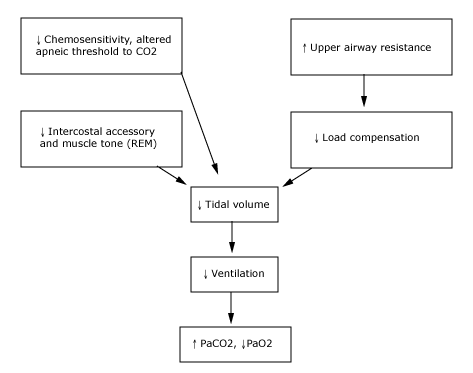 ↓ Chemosensitivity, altered
apneic threshold to CO2
↑ Upper airway resistance
↓ Intercostal accessory
and muscle tone (REM)
↓ Load compensation
↓ Tidal volume
↓ Ventilation
↑ PaCO2, ↓PaO2